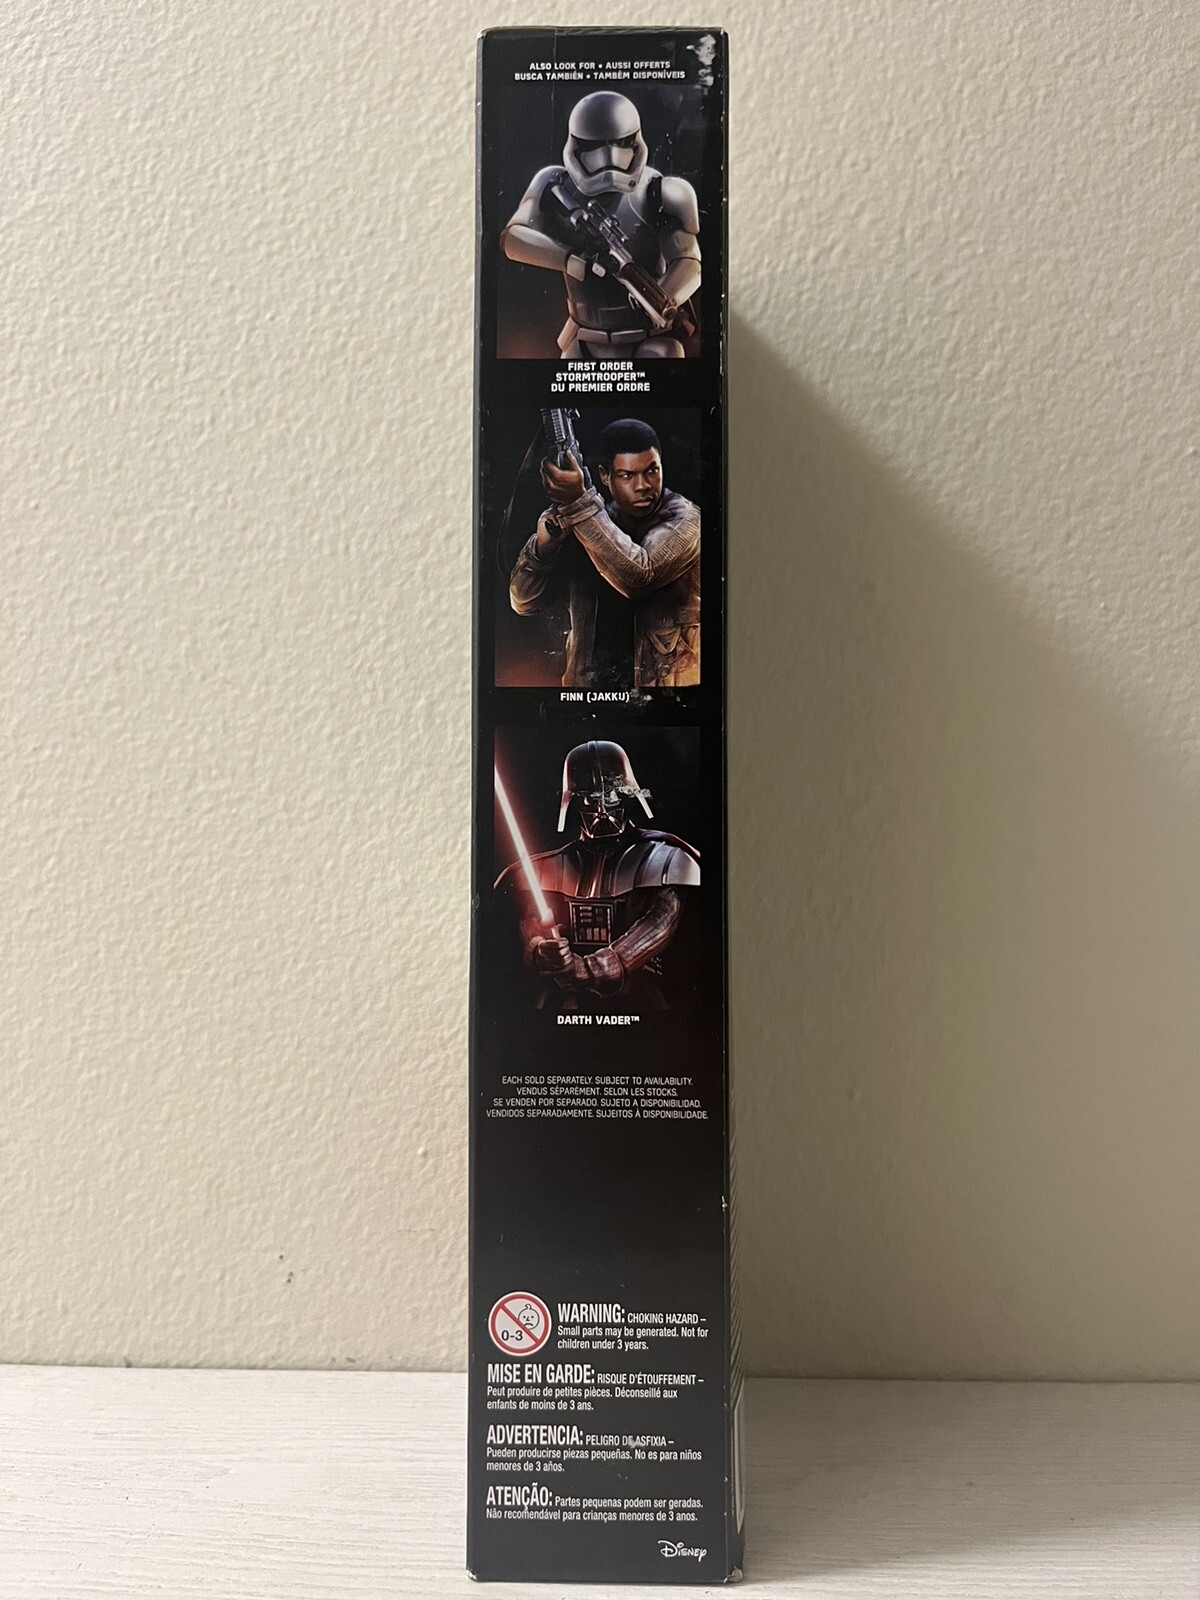 ALSO LOOK FOR • AUSSI OFFERTS
BUSCA TAMBIÉN • TAMBÉM DISPONÍVEIS
FIRST ORDER
STORMTROOPER™
DU PREMIER ORDRE
FINN (JAKKU)
DARTH VADER™
EACH SOLD SEPARATELY. SUBJECT TO AVAILABILITY.
VENDUS SÉPARÉMENT. SELON LES STOCKS.
SE VENDEN POR SEPARADO. SUJETO A DISPONIBILIDAD.
VENDIDOS SEPARADAMENTE. SUJEITOS À DISPONIBILIDADE.
0-3
WARNING: CHOKING HAZARD –
Small parts may be generated. Not for
children under 3 years.
MISE EN GARDE: RISQUE D'ÉTOUFFEMENT –
Peut produire de petites pièces. Déconseillé aux
enfants de moins de 3 ans.
ADVERTENCIA: PELIGRO DE ASFIXIA –
Pueden producirse piezas pequeñas. No es para niños
menores de 3 años.
ATENÇÃO: Partes pequenas podem ser geradas.
Não recomendável para crianças menores de 3 anos.
Disney